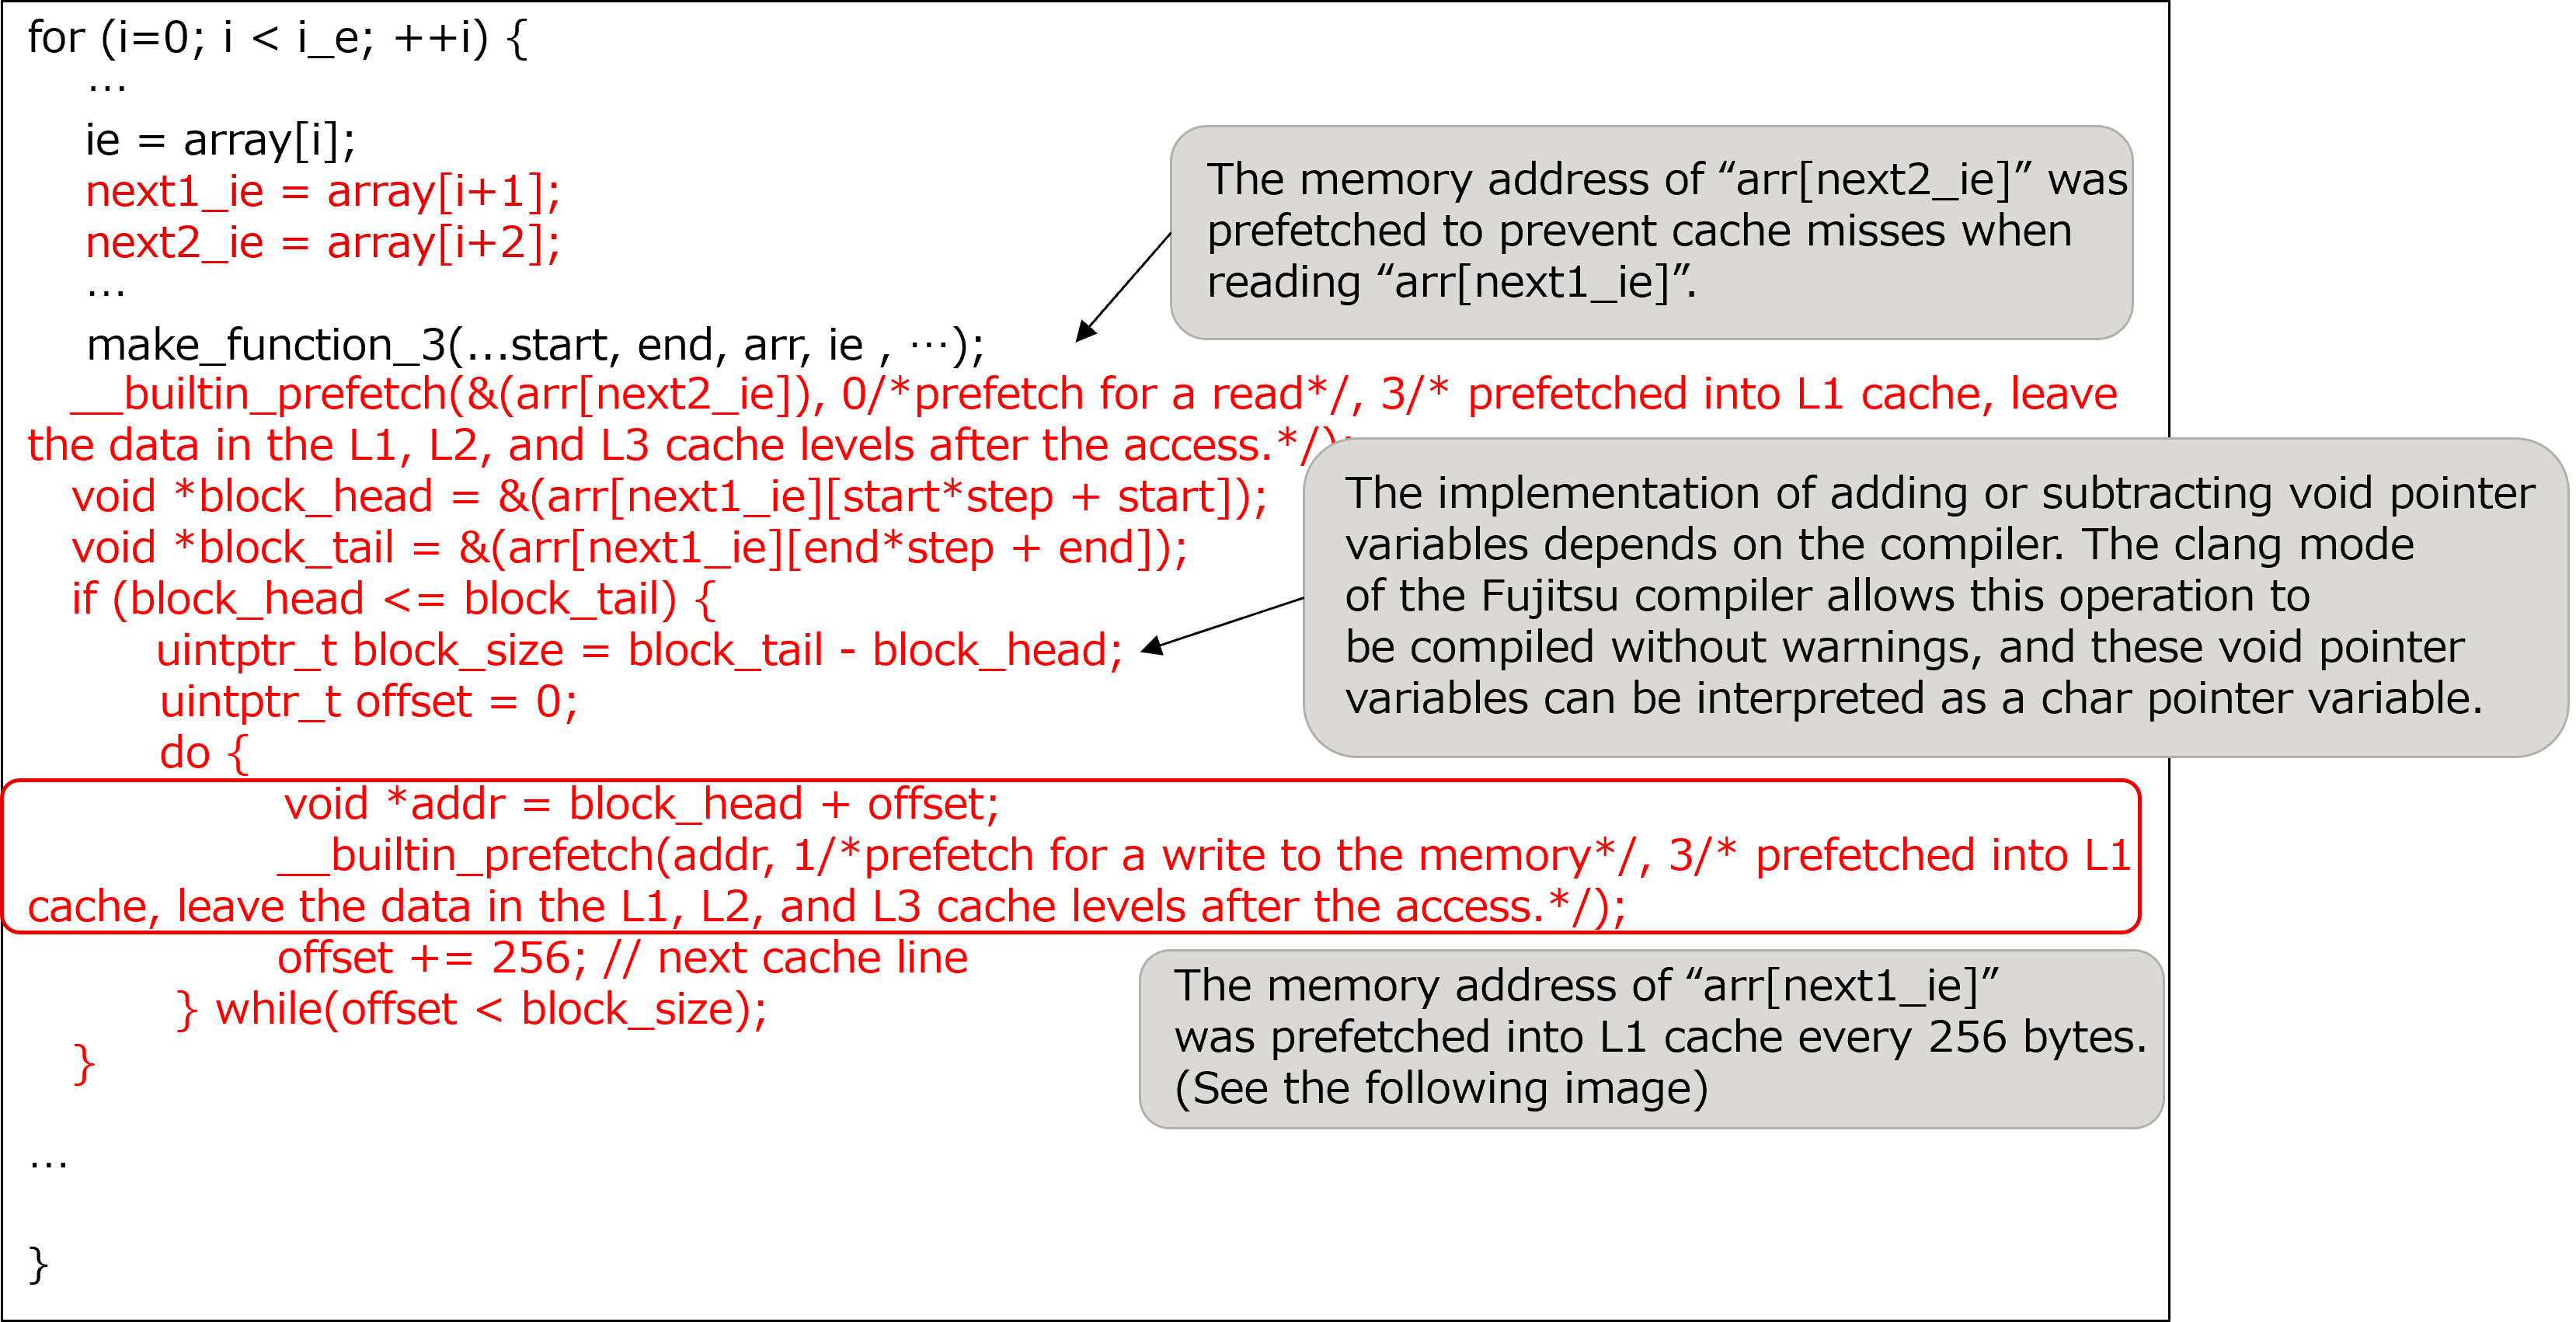 for (i=0; i < i_e; ++i) {
…
ie = array[i];
next1_ie = array[i+1];
next2_ie = array[i+2];
…
make_function_3(…start, end, arr, ie , …);
The memory address of “arr[next2_ie]” was
prefetched to prevent cache misses when
reading “arr[next1_ie]”.
__builtin_prefetch(&(arr[next2_ie]), 0/*prefetch for a read*/, 3/* prefetched into L1 cache, leave
the data in the L1, L2, and L3 cache levels after the access.*/);
void *block_head = &(arr[next1_ie][start*step + start]);
void *block_tail = &(arr[next1_ie][end*step + end]);
if (block_head <= block_tail) {
uintptr_t block_size = block_tail - block_head;
uintptr_t offset = 0;
do {
The implementation of adding or subtracting void pointer
variables depends on the compiler. The clang mode
of the Fujitsu compiler allows this operation to
be compiled without warnings, and these void pointer
variables can be interpreted as a char pointer variable.
void *addr = block_head + offset;
__builtin_prefetch(addr, 1/*prefetch for a write to the memory*/, 3/* prefetched into L1
cache, leave the data in the L1, L2, and L3 cache levels after the access.*/);
offset += 256; // next cache line
} while(offset < block_size);
}
The memory address of “arr[next1_ie]”
was prefetched into L1 cache every 256 bytes.
(See the following image)
…
}